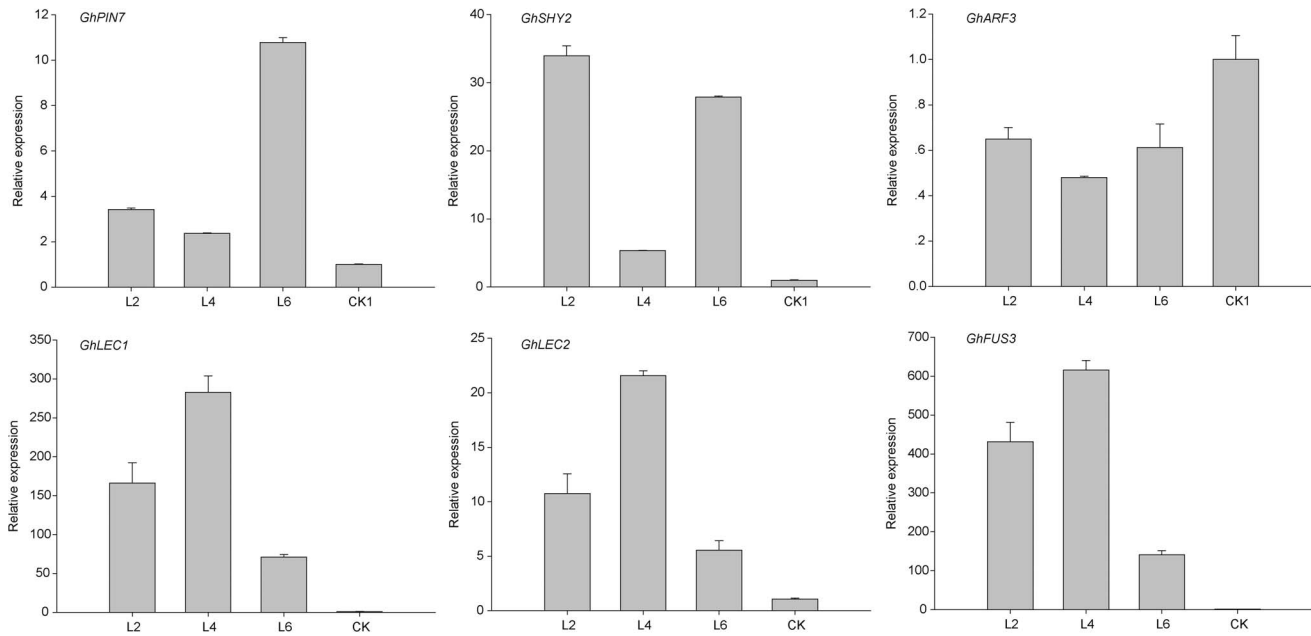 GhPIN7
12
10
8
6
4
2
0
Relative expression
L2 L4 L6 CK1
GhSHY2
40
30
20
10
0
Relative expression
L2 L4 L6 CK1
GhARF3
1.2
1.0
.8
.6
.4
.2
0.0
Relative expression
L2 L4 L6 CK1
GhLEC1
350
300
250
200
150
100
50
0
Relative expression
L2 L4 L6 CK
GhLEC2
25
20
15
10
5
0
Relative expession
L2 L4 L6 CK
GhFUS3
700
600
500
400
300
200
100
0
Relative expression
L2 L4 L6 CK